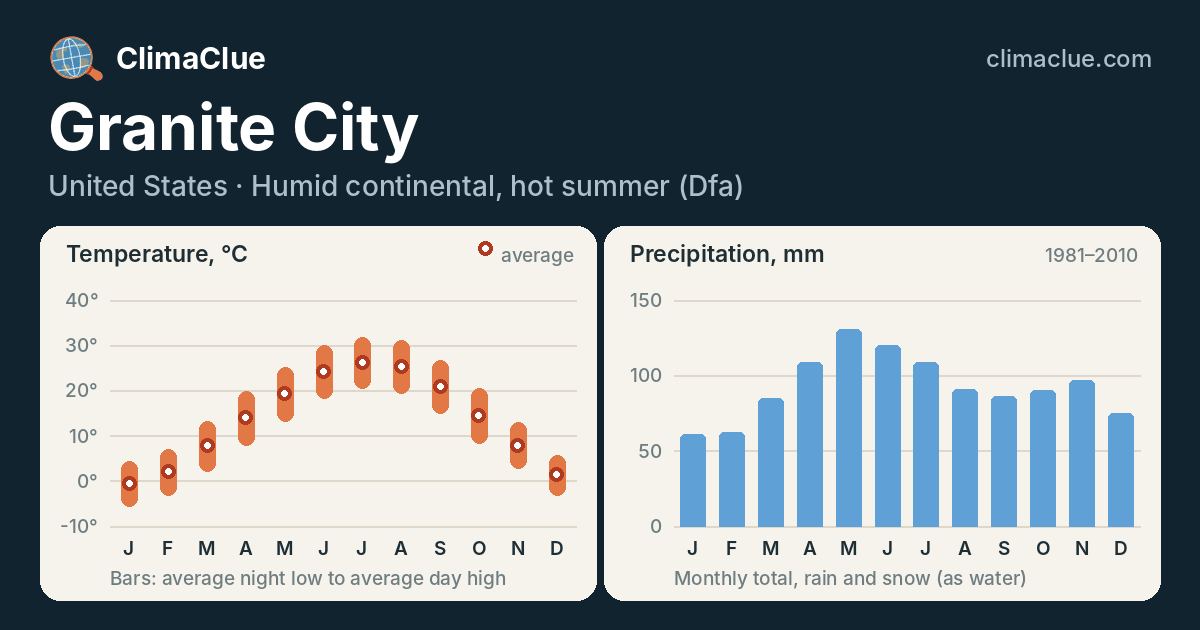 ClimaClue
climaclue.com
Granite City
United States · Humid continental, hot summer (Dfa)
Temperature, °C
average
40°
30°
20°
10°
0°
-10°
J F M A M J J A S O N D
Bars: average night low to average day high
Precipitation, mm
1981–2010
150
100
50
0
J F M A M J J A S O N D
Monthly total, rain and snow (as water)